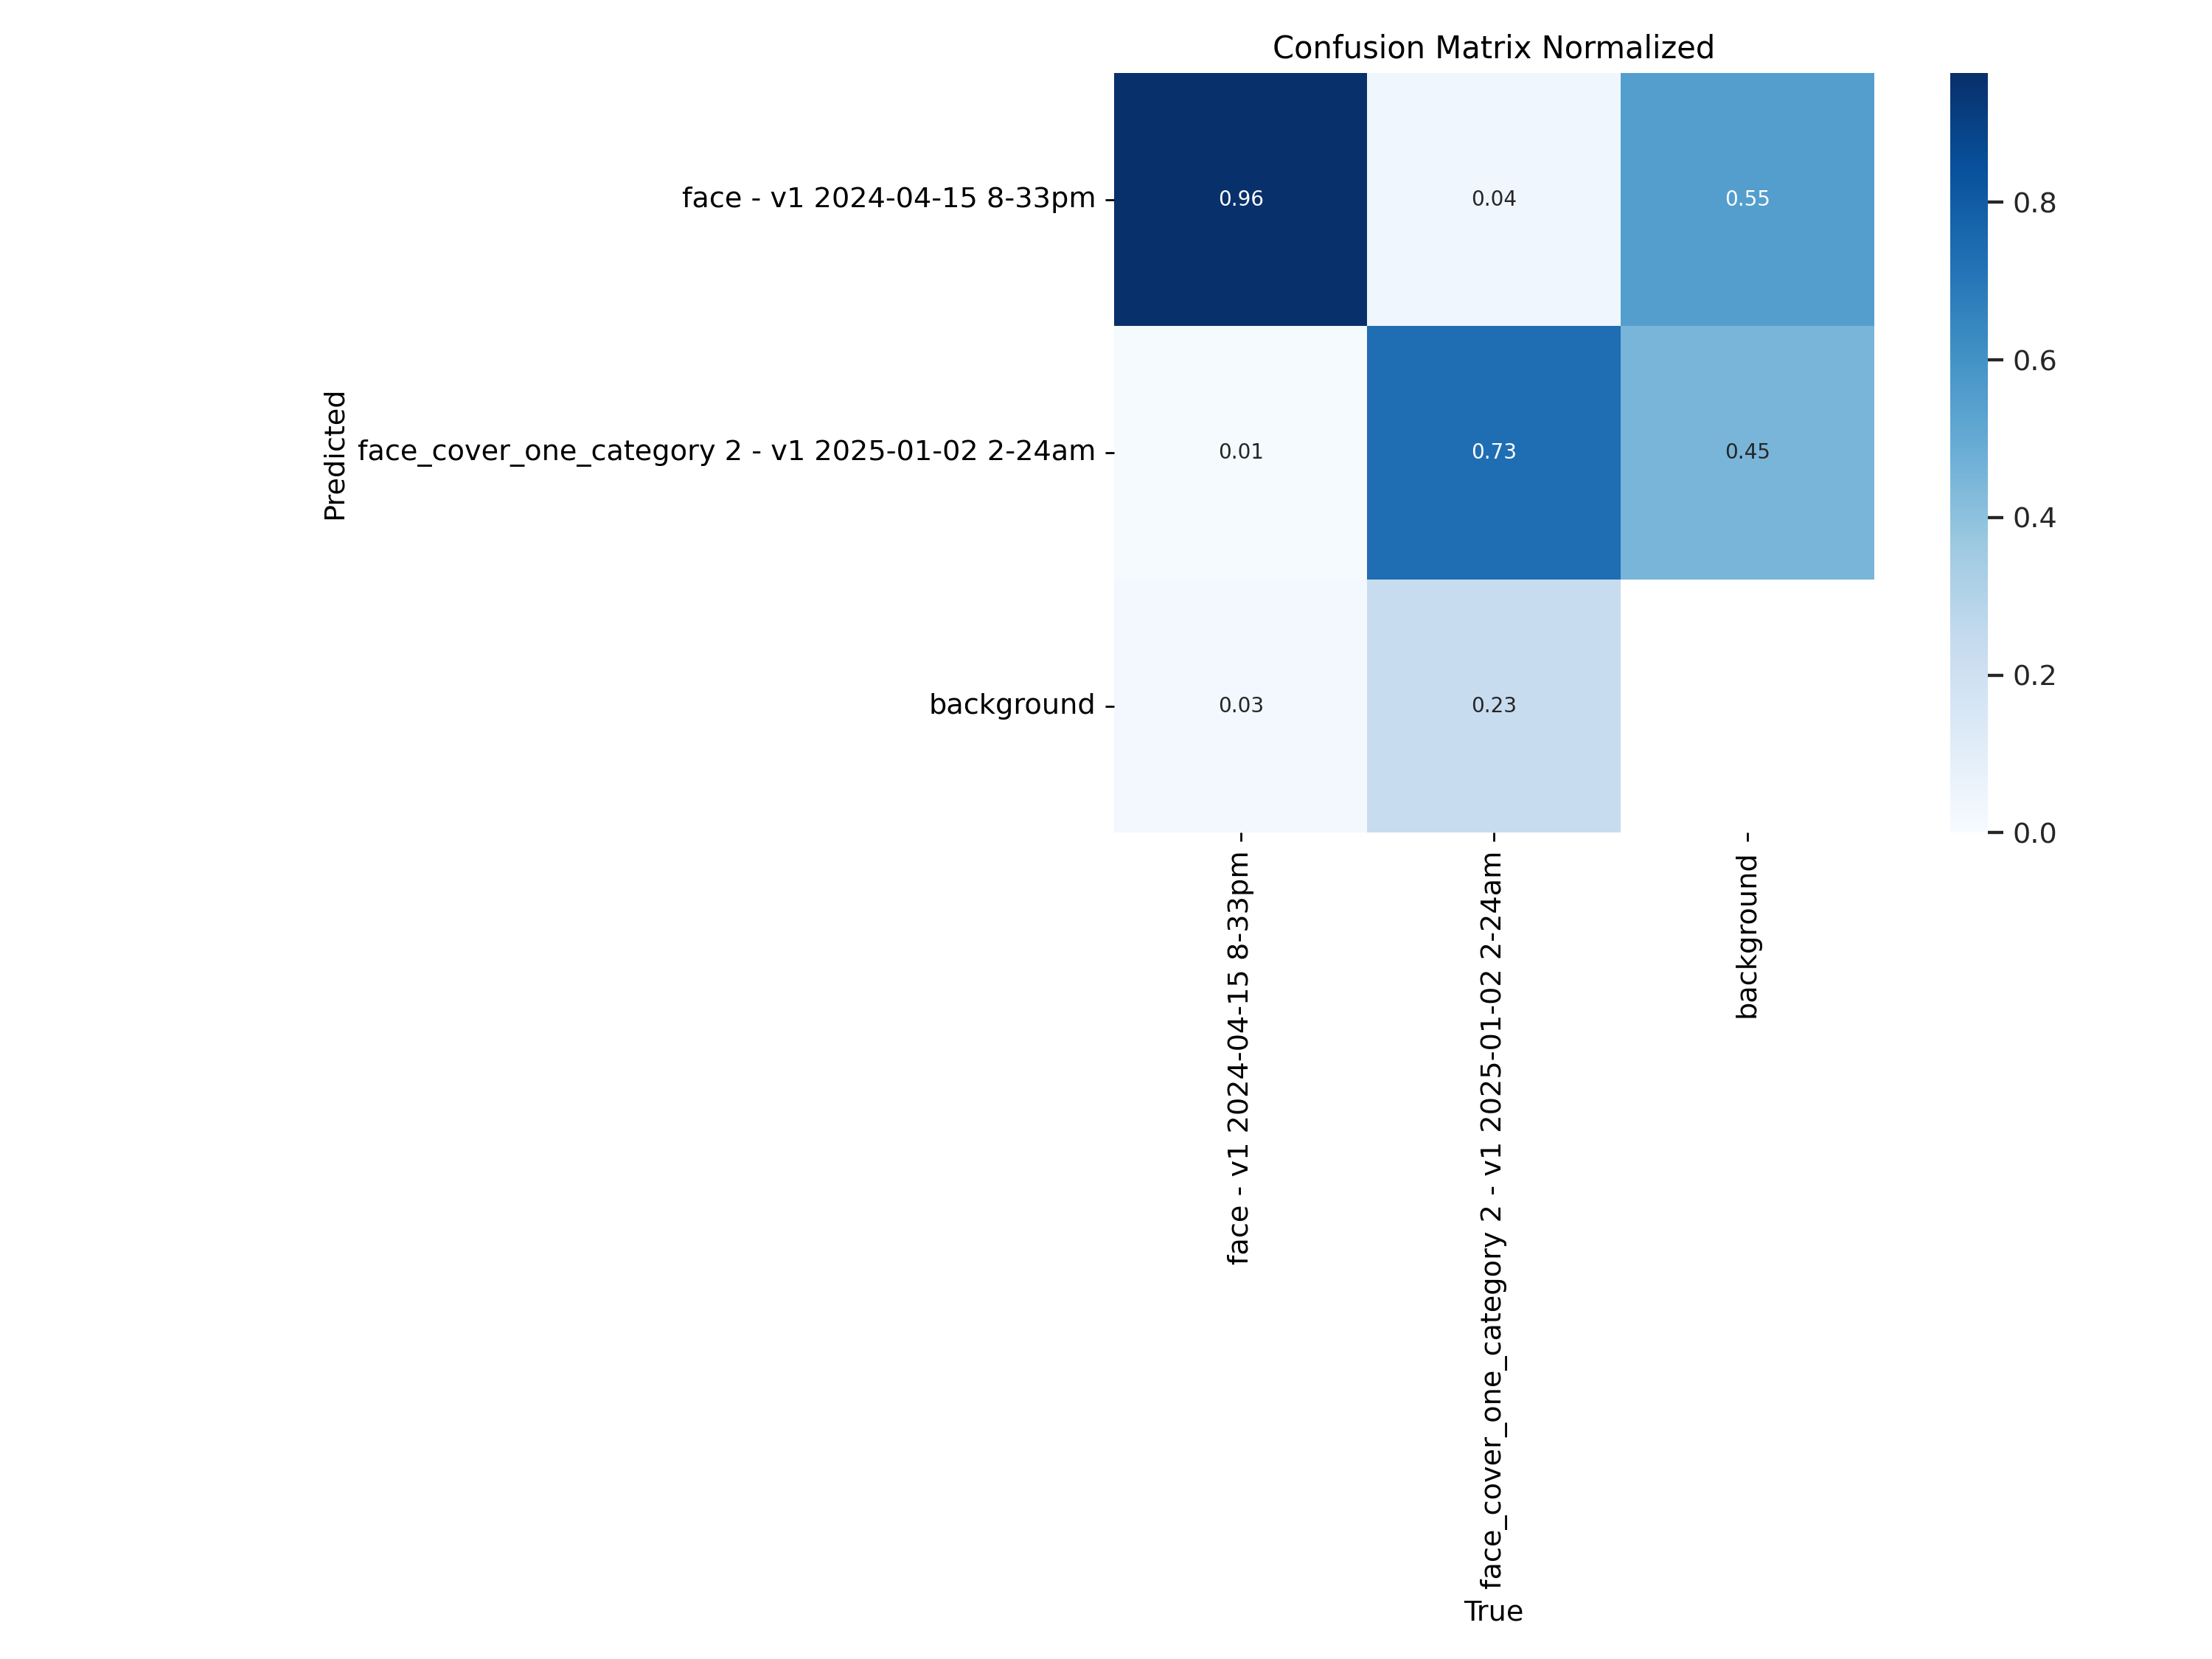 Confusion Matrix Normalized
face - v1 2024-04-15 8-33pm
0.96
0.04
0.55
0.8
0.6
Predicted
face_cover_one_category 2 - v1 2025-01-02 2-24am
0.01
0.73
0.45
0.4
background
0.03
0.23
0.2
0.0
face - v1 2024-04-15 8-33pm
face_cover_one_category 2 - v1 2025-01-02 2-24am
background
True